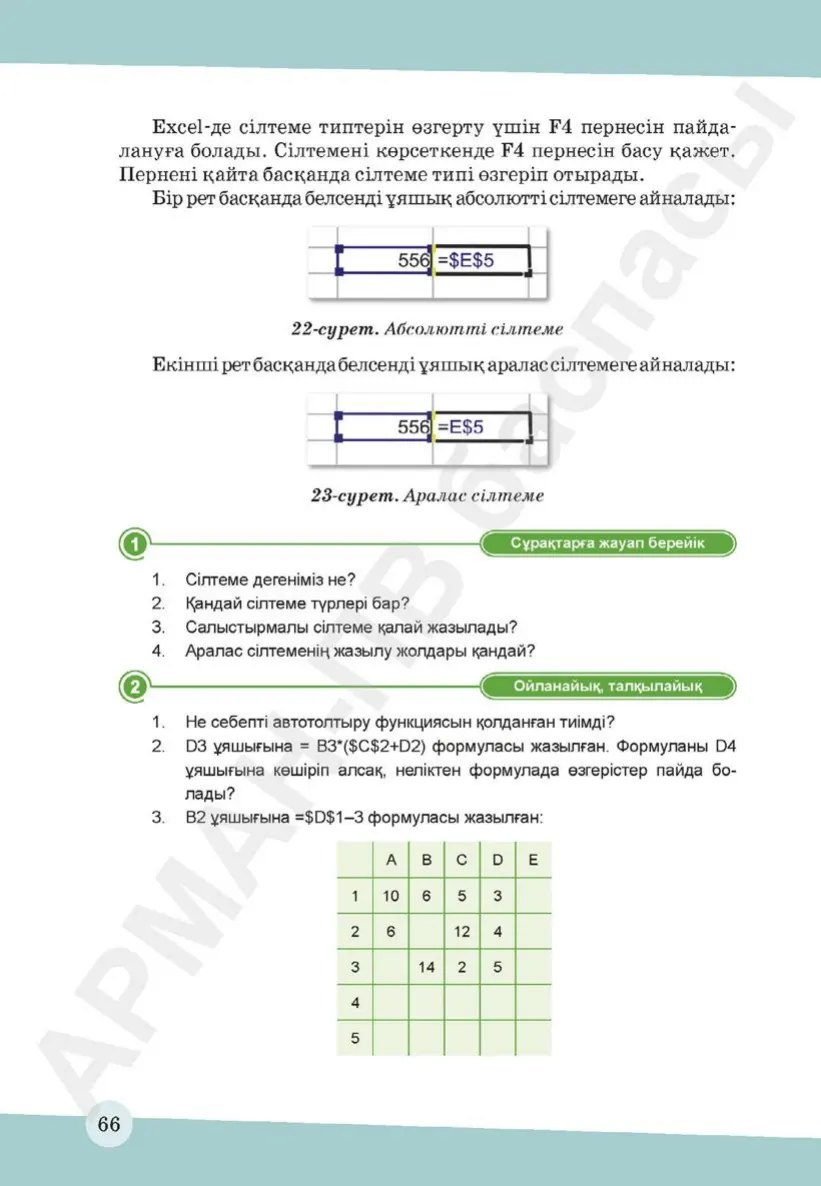 Excel-де сілтеме типтерін өзгерту үшін F4 пернесін пайда-
лануға болады. Сілтемені көрсеткенде F4 пернесін басу қажет.
Пернені қайта басқанда сілтеме типі өзгеріп отырады.
Бір рет басқанда белсенді ұяшық абсолютті сілтемеге айналады:
556 =$E$5
22-сурет. Абсолютті сілтеме
Екінші рет басқанда белсенді ұяшық аралас сілтемеге айналады:
556 =E$5
23-сурет. Аралас сілтеме
1 Сұрақтарға жауап берейік
1. Сілтеме дегеніміз не?
2. Қандай сілтеме түрлері бар?
3. Салыстырмалы сілтеме қалай жазылады?
4. Аралас сілтеменің жазылу жолдары қандай?
2 Ойланайық, талқылайық
1. Не себепті автотолтыру функциясын қолданған тиімді?
2. D3 ұяшығына = B3*($C$2+D2) формуласы жазылған. Формуланы D4
ұяшығына көшіріп алсақ, неліктен формулада өзгерістер пайда бо-
лады?
3. B2 ұяшығына =$D$1–3 формуласы жазылған:
A B C D E
1 10 6 5 3
2 6 12 4
3 14 2 5
4
5
66
АРМАН-ПВ баспасы